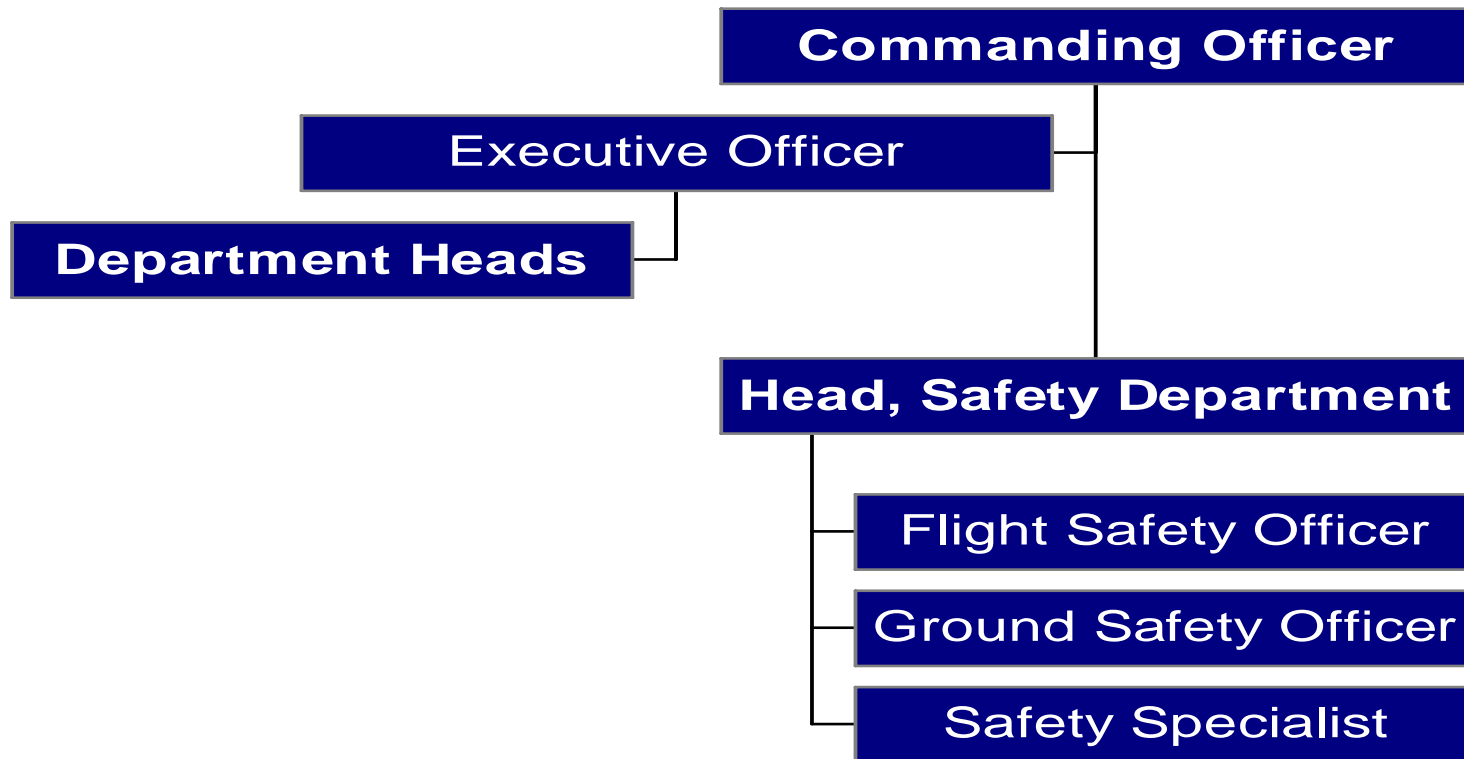 Commanding Officer
Executive Officer
Department Heads
Head, Safety Department
Flight Safety Officer
Ground Safety Officer
Safety Specialist